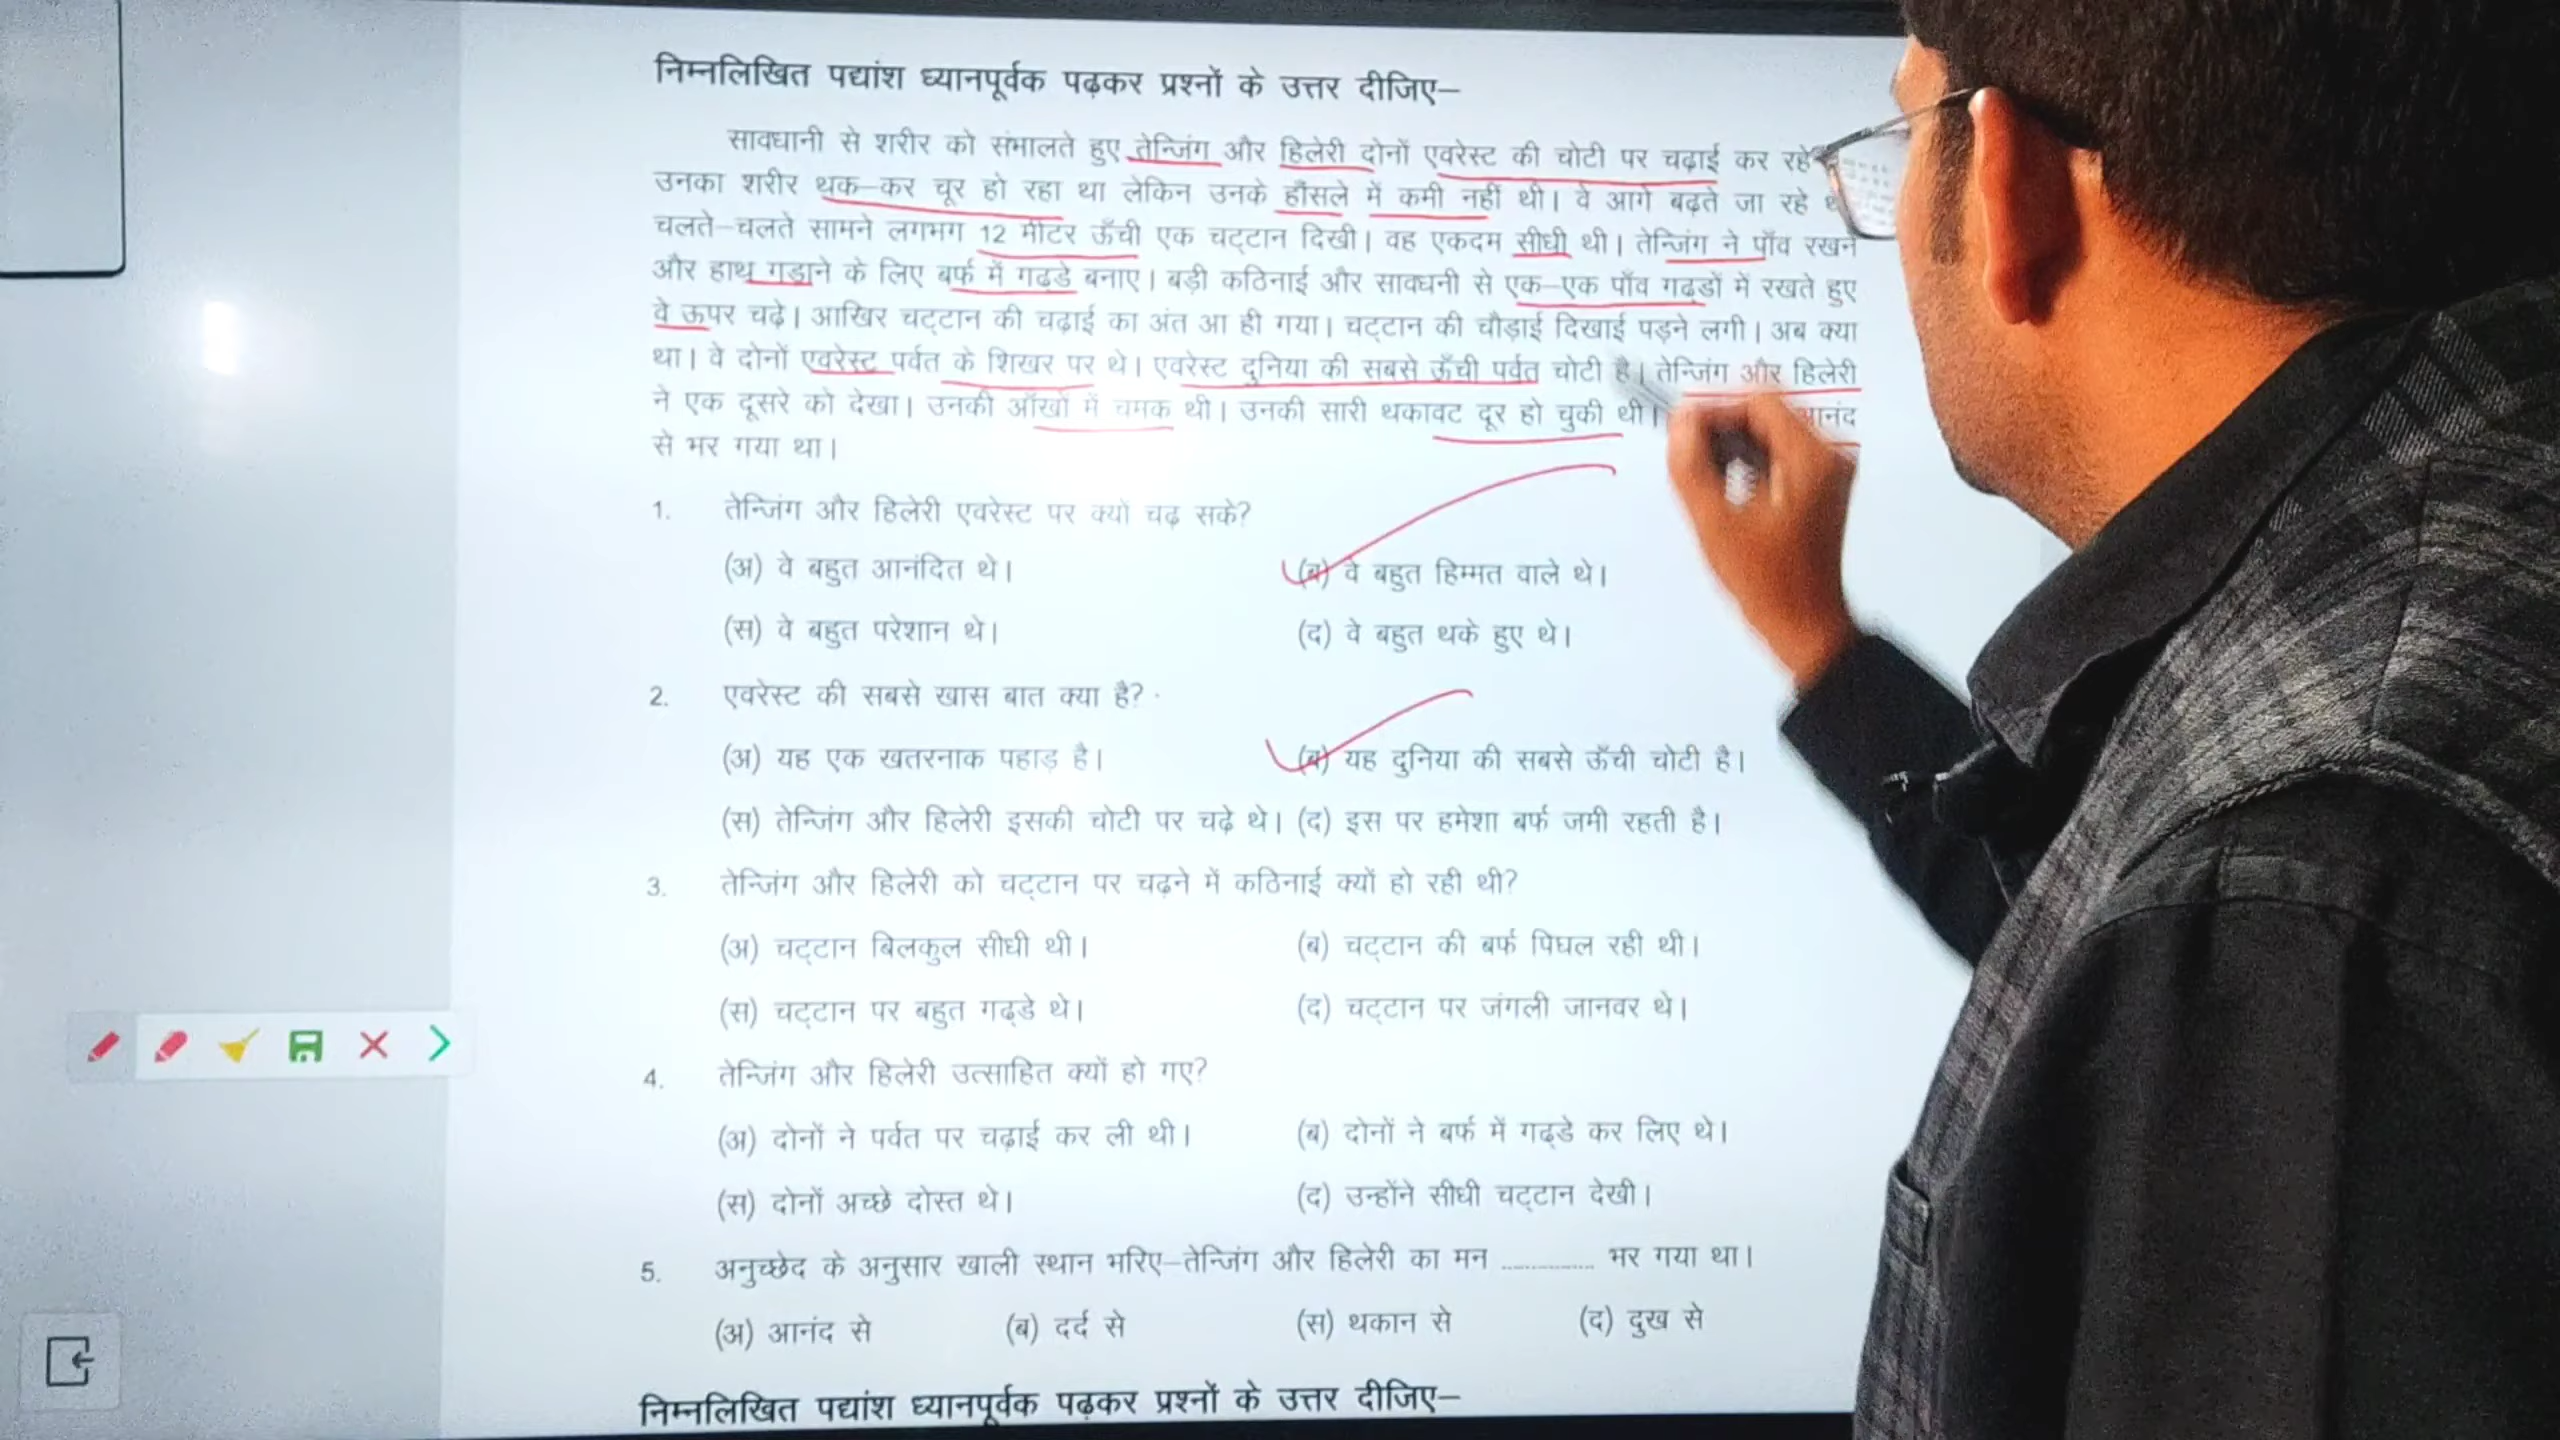 निम्नलिखित पद्यांश ध्यानपूर्वक पढ़कर प्रश्नों के उत्तर दीजिए–
सावधानी से शरीर को संभालते हुए तेन्जिंग और हिलेरी दोनों एवरेस्ट की चोटी पर चढ़ाई कर रहे
उनका शरीर थक–कर चूर हो रहा था लेकिन उनके हौंसले में कमी नहीं थी। वे आगे बढ़ते जा रहे
चलते–चलते सामने लगभग 12 मीटर ऊँची एक चट्टान दिखी। वह एकदम सीधी थी। तेन्जिंग ने पाँव रखने
और हाथ गड़ाने के लिए बर्फ में गढ्डे बनाए। बड़ी कठिनाई और सावधनी से एक–एक पाँव गढ्डों में रखते हुए
वे ऊपर चढ़े। आखिर चट्टान की चढ़ाई का अंत आ ही गया। चट्टान की चौड़ाई दिखाई पड़ने लगी। अब क्या
था। वे दोनों एवरेस्ट पर्वत के शिखर पर थे। एवरेस्ट दुनिया की सबसे ऊँची पर्वत चोटी है। तेन्जिंग और हिलेरी
ने एक दूसरे को देखा। उनकी आँखों में चमक थी। उनकी सारी थकावट दूर हो चुकी थी।
से भर गया था।
1. तेन्जिंग और हिलेरी एवरेस्ट पर क्यों चढ़ सके?
(अ) वे बहुत आनंदित थे। (ब) वे बहुत हिम्मत वाले थे।
(स) वे बहुत परेशान थे। (द) वे बहुत थके हुए थे।
2. एवरेस्ट की सबसे खास बात क्या है?
(अ) यह एक खतरनाक पहाड़ है। (ब) यह दुनिया की सबसे ऊँची चोटी है।
(स) तेन्जिंग और हिलेरी इसकी चोटी पर चढ़े थे। (द) इस पर हमेशा बर्फ जमी रहती है।
3. तेन्जिंग और हिलेरी को चट्टान पर चढ़ने में कठिनाई क्यों हो रही थी?
(अ) चट्टान बिलकुल सीधी थी। (ब) चट्टान की बर्फ पिघल रही थी।
(स) चट्टान पर बहुत गढ्डे थे। (द) चट्टान पर जंगली जानवर थे।
4. तेन्जिंग और हिलेरी उत्साहित क्यों हो गए?
(अ) दोनों ने पर्वत पर चढ़ाई कर ली थी। (ब) दोनों ने बर्फ में गढ्डे कर लिए थे।
(स) दोनों अच्छे दोस्त थे। (द) उन्होंने सीधी चट्टान देखी।
5. अनुच्छेद के अनुसार खाली स्थान भरिए–तेन्जिंग और हिलेरी का मन .............. भर गया था।
(अ) आनंद से (ब) दर्द से (स) थकान से (द) दुख से
निम्नलिखित पद्यांश ध्यानपूर्वक पढ़कर प्रश्नों के उत्तर दीजिए–